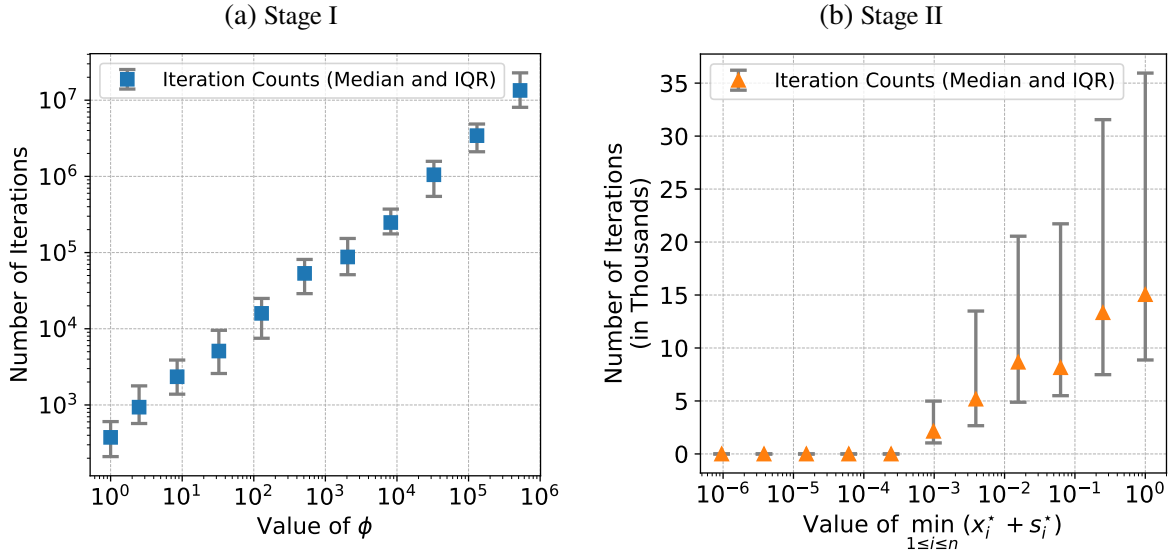 (a) Stage I
Iteration Counts (Median and IQR)
Number of Iterations
10^7
10^6
10^5
10^4
10^3
10^0 10^1 10^2 10^3 10^4 10^5 10^6
Value of ϕ
(b) Stage II
Iteration Counts (Median and IQR)
Number of Iterations
(in Thousands)
35
30
25
20
15
10
5
0
10^-6 10^-5 10^-4 10^-3 10^-2 10^-1 10^0
Value of min (x_i^⋆ + s_i^⋆)
1≤i≤n